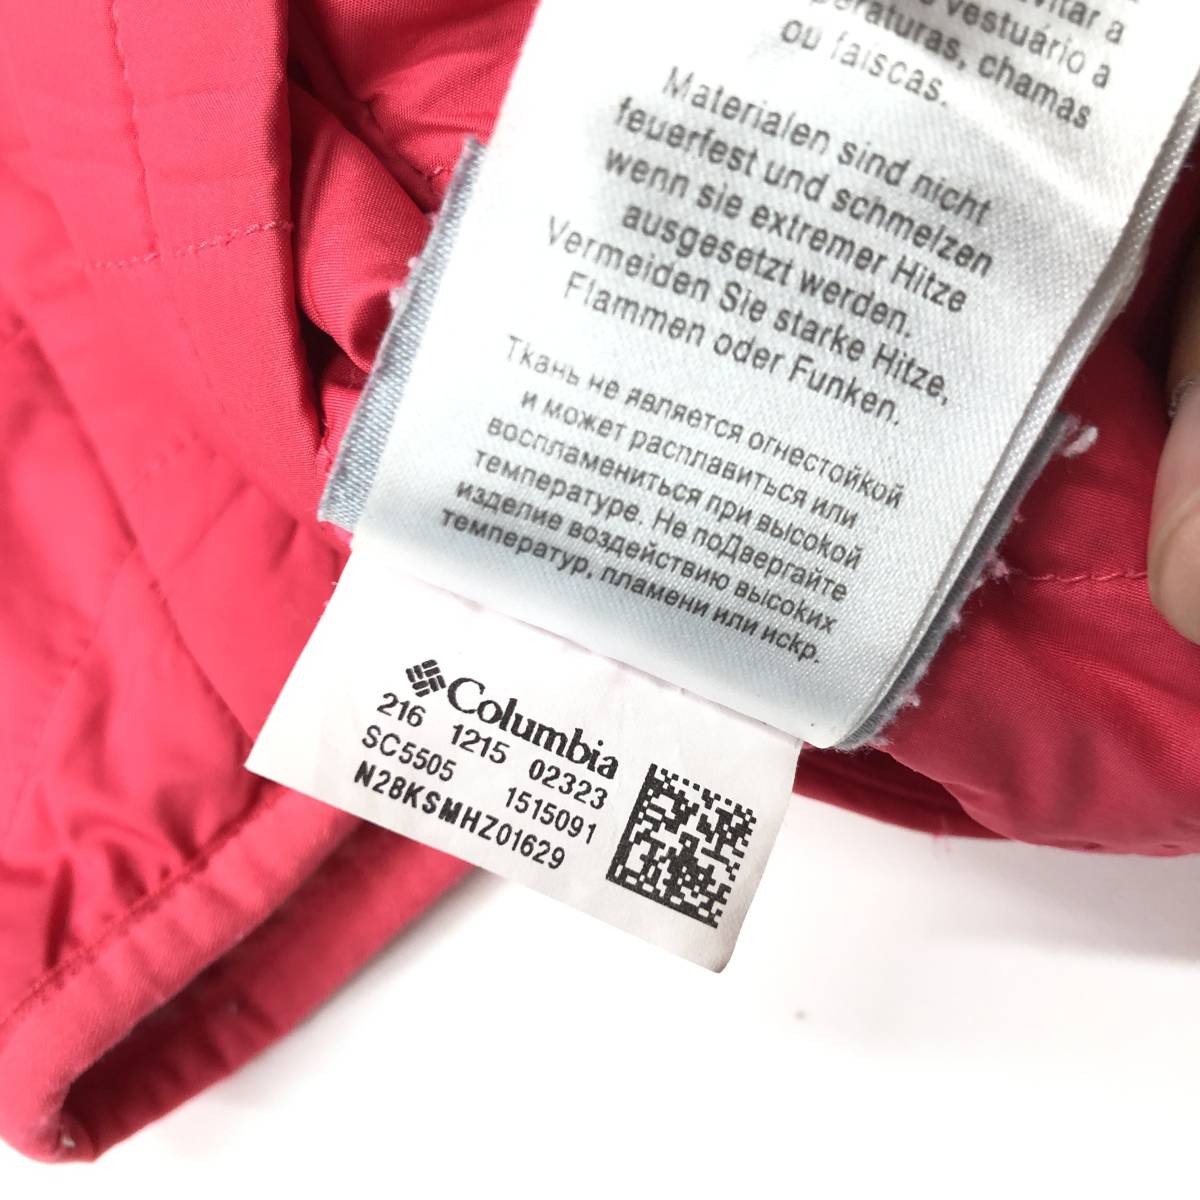 vitar a
vestuário a
peraturas, chamas
ou faíscas.
Materialen sind nicht
feuerfest und schmelzen
wenn sie extremer Hitze
ausgesetzt werden.
Vermeiden Sie starke Hitze,
Flammen oder Funken.
Ткань не является огнестойкой
и может расплавиться или
воспламениться при высокой
температуре. Не поДвергайте
изделие воздействию высоких
температур, пламени или искр.
Columbia
216 1215 02323
SC5505 1515091
N28KSMHZ01629